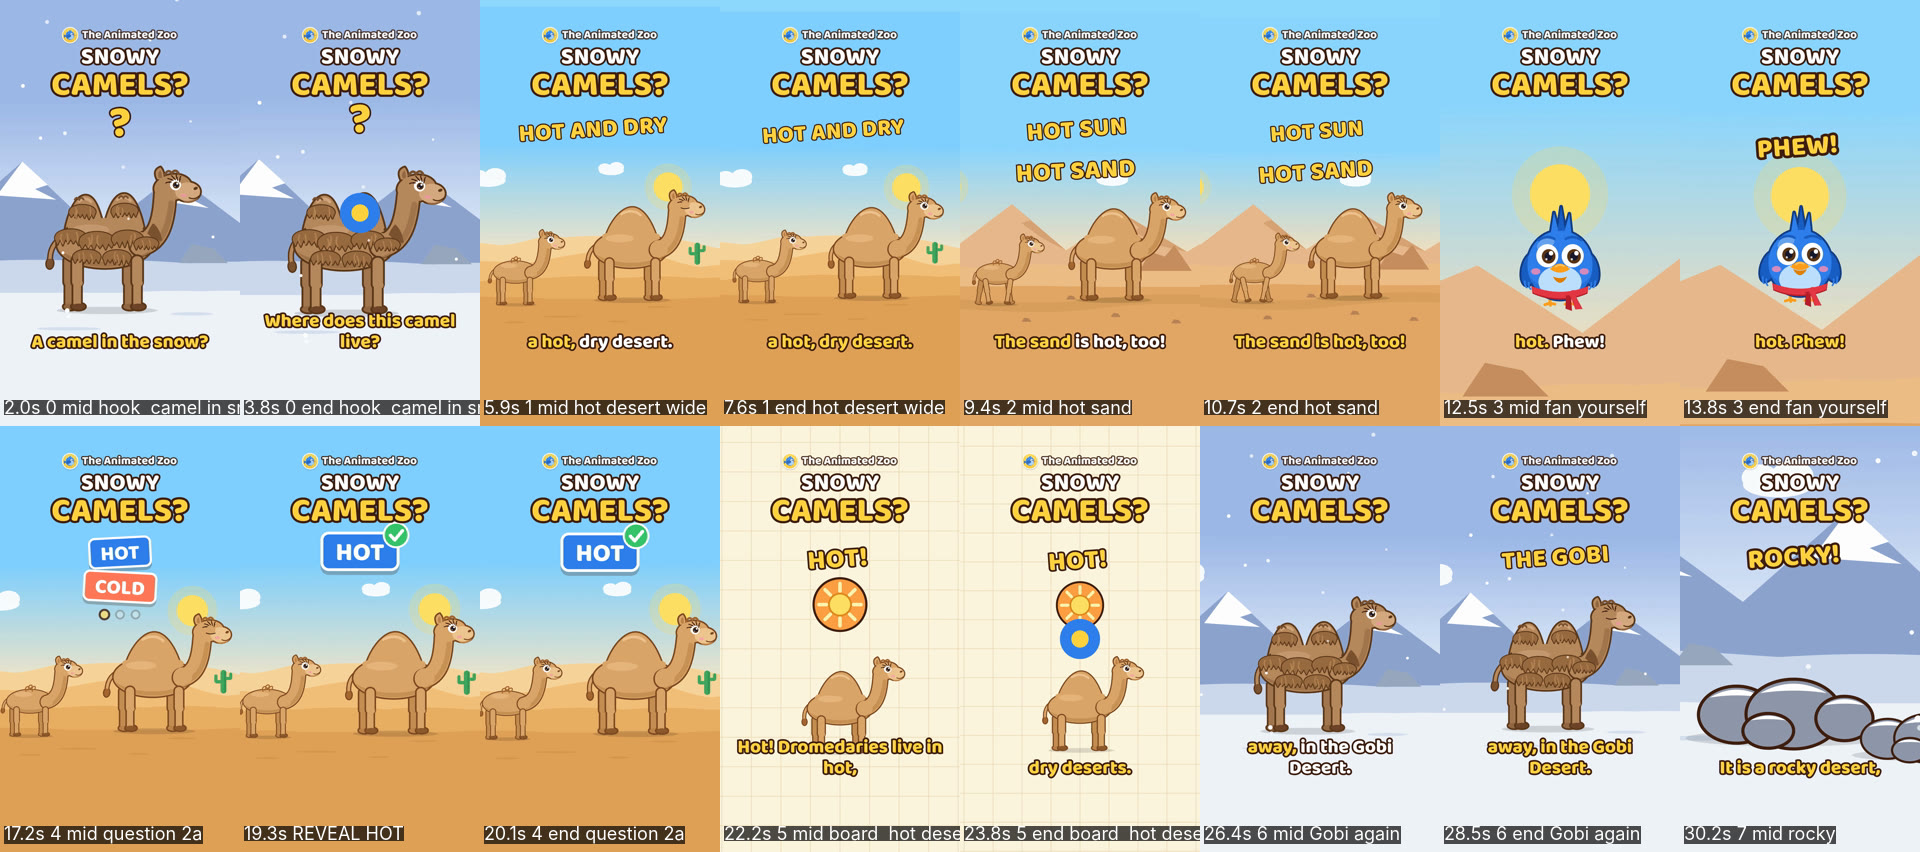 The Animated Zoo
SNOWY
CAMELS?
?
A camel in the snow?
2.0s 0 mid hook camel in sr
The Animated Zoo
SNOWY
CAMELS?
?
Where does this camel
live?
3.8s 0 end hook camel in sr
The Animated Zoo
SNOWY
CAMELS?
HOT AND DRY
a hot, dry desert.
5.9s 1 mid hot desert wide
The Animated Zoo
SNOWY
CAMELS?
HOT AND DRY
a hot, dry desert.
7.6s 1 end hot desert wide
The Animated Zoo
SNOWY
CAMELS?
HOT SUN
HOT SAND
The sand is hot, too!
9.4s 2 mid hot sand
The Animated Zoo
SNOWY
CAMELS?
HOT SUN
HOT SAND
The sand is hot, too!
10.7s 2 end hot sand
The Animated Zoo
SNOWY
CAMELS?
hot. Phew!
12.5s 3 mid fan yourself
The Animated Zoo
SNOWY
CAMELS?
PHEW!
hot. Phew!
13.8s 3 end fan yourself
The Animated Zoo
SNOWY
CAMELS?
HOT
COLD
17.2s 4 mid question 2a
The Animated Zoo
SNOWY
CAMELS?
HOT
19.3s REVEAL HOT
The Animated Zoo
SNOWY
CAMELS?
HOT
20.1s 4 end question 2a
The Animated Zoo
SNOWY
CAMELS?
HOT!
Hot! Dromedaries live in
hot,
22.2s 5 mid board hot dese
The Animated Zoo
SNOWY
CAMELS?
HOT!
dry deserts.
23.8s 5 end board hot dese
The Animated Zoo
SNOWY
CAMELS?
away, in the Gobi
Desert.
26.4s 6 mid Gobi again
The Animated Zoo
SNOWY
CAMELS?
THE GOBI
away, in the Gobi
Desert.
28.5s 6 end Gobi again
The Animated Zoo
SNOWY
CAMELS?
ROCKY!
It is a rocky desert,
30.2s 7 mid rocky